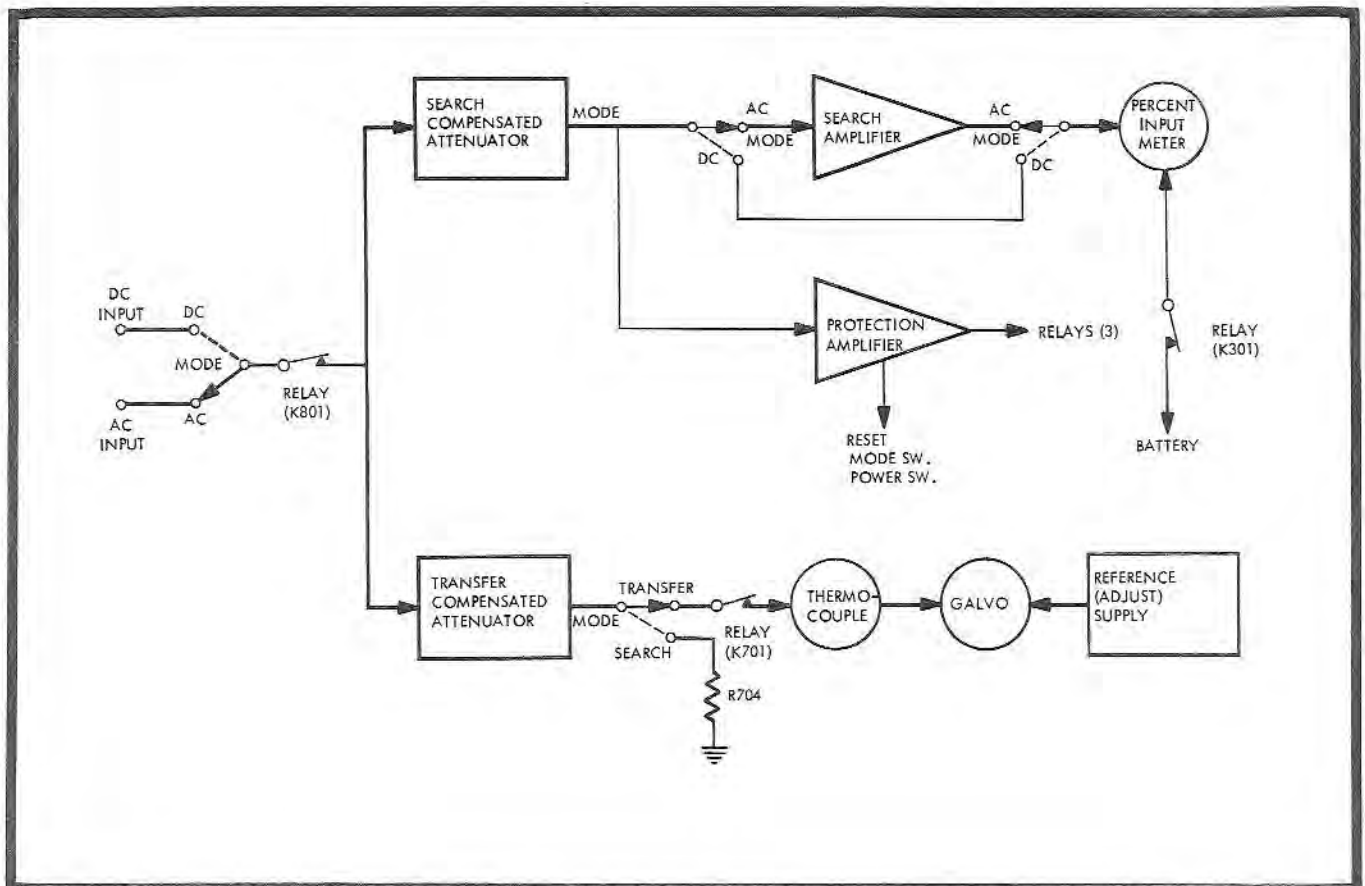 SEARCH
COMPENSATED
ATTENUATOR
MODE
AC
MODE
DC
SEARCH
AMPLIFIER
AC
MODE
DC
PERCENT
INPUT
METER
PROTECTION
AMPLIFIER
RELAYS (3)
RESET
MODE SW.
POWER SW.
RELAY
(K301)
BATTERY
DC
INPUT
DC
MODE
AC
INPUT
AC
RELAY
(K801)
TRANSFER
COMPENSATED
ATTENUATOR
MODE
TRANSFER
SEARCH
RELAY
(K701)
R704
THERMO-
COUPLE
GALVO
REFERENCE
(ADJUST)
SUPPLY